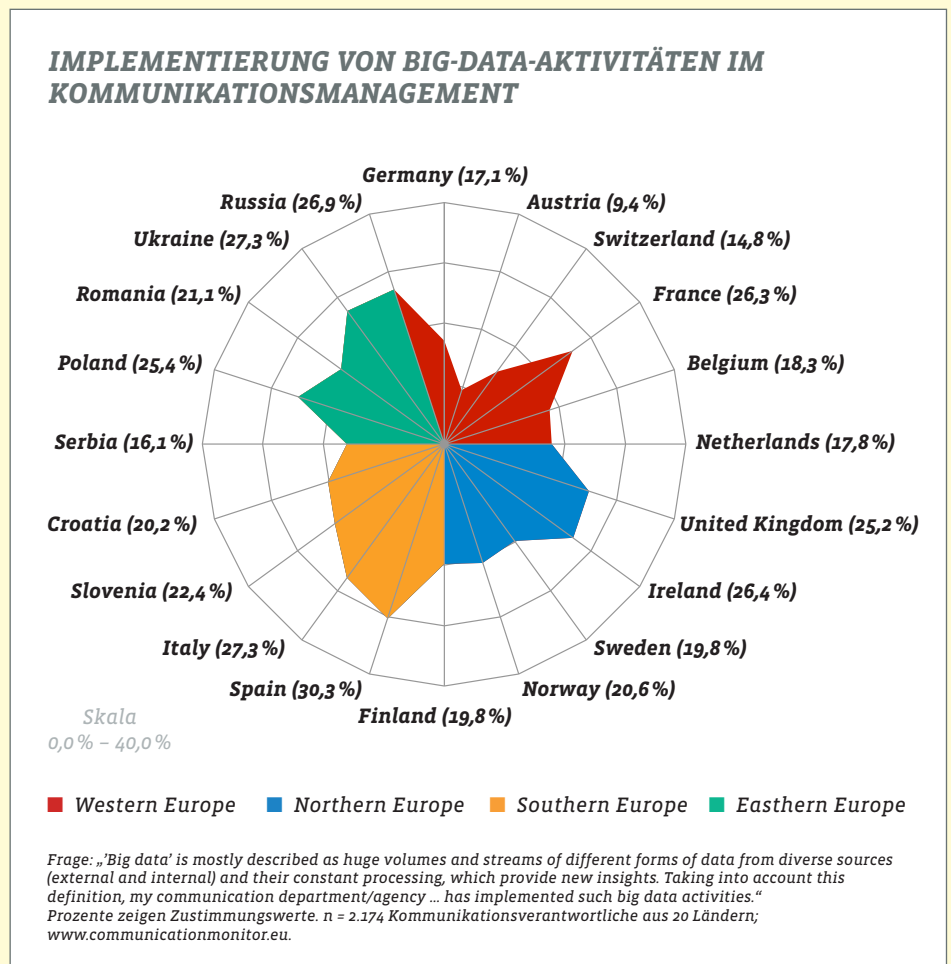 IMPLEMENTIERUNG VON BIG-DATA-AKTIVITÄTEN IM
KOMMUNIKATIONSMANAGEMENT
Germany (17,1 %)
Austria (9,4 %)
Switzerland (14,8 %)
France (26,3 %)
Belgium (18,3 %)
Netherlands (17,8 %)
United Kingdom (25,2 %)
Ireland (26,4 %)
Sweden (19,8 %)
Norway (20,6 %)
Finland (19,8 %)
Spain (30,3 %)
Italy (27,3 %)
Slovenia (22,4 %)
Croatia (20,2 %)
Serbia (16,1 %)
Poland (25,4 %)
Romania (21,1 %)
Ukraine (27,3 %)
Russia (26,9 %)
Skala
0,0 % – 40,0 %
Western Europe
Northern Europe
Southern Europe
Easthern Europe
Frage: „'Big data' is mostly described as huge volumes and streams of different forms of data from diverse sources
(external and internal) and their constant processing, which provide new insights. Taking into account this
definition, my communication department/agency ... has implemented such big data activities.“
Prozente zeigen Zustimmungswerte. n = 2.174 Kommunikationsverantwortliche aus 20 Ländern;
www.communicationmonitor.eu.